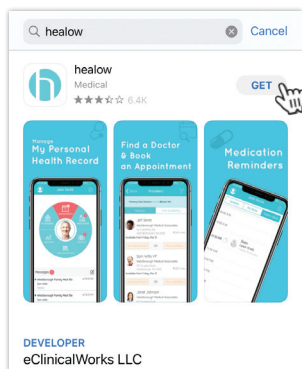 healow
Cancel
healow
Medical
6.4K
GET
Manage
My Personal
Health Record
Find a Doctor
& Book
an Appointment
Medication
Reminders
DEVELOPER
eClinicalWorks LLC